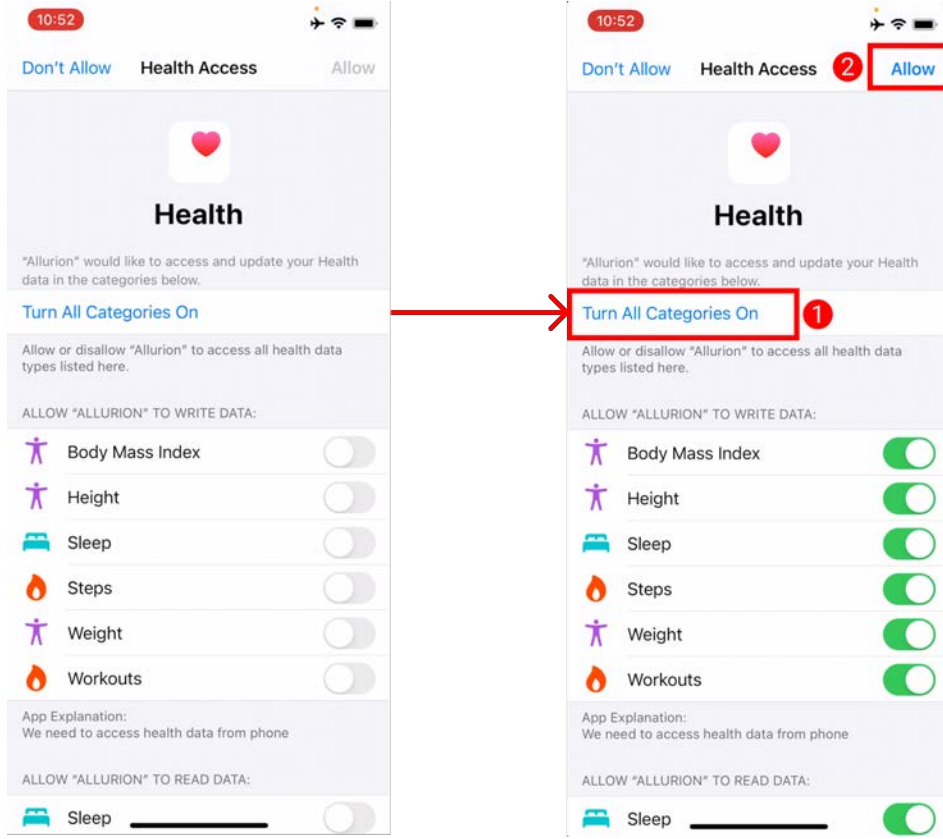 10:52
Don't Allow
Health Access
Allow
Health
"Allurion" would like to access and update your Health
data in the categories below.
Turn All Categories On
Allow or disallow "Allurion" to access all health data
types listed here.
ALLOW "ALLURION" TO WRITE DATA:
Body Mass Index
Height
Sleep
Steps
Weight
Workouts
App Explanation:
We need to access health data from phone
ALLOW "ALLURION" TO READ DATA:
Sleep
10:52
Don't Allow
Health Access
2
Allow
Health
"Allurion" would like to access and update your Health
data in the categories below.
Turn All Categories On
1
Allow or disallow "Allurion" to access all health data
types listed here.
ALLOW "ALLURION" TO WRITE DATA:
Body Mass Index
Height
Sleep
Steps
Weight
Workouts
App Explanation:
We need to access health data from phone
ALLOW "ALLURION" TO READ DATA:
Sleep